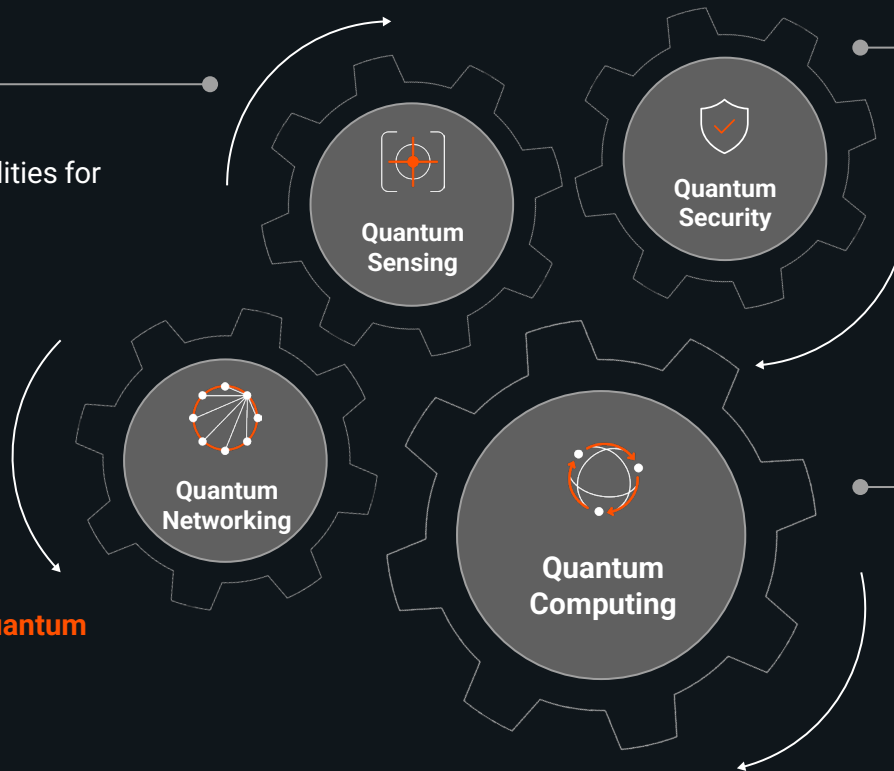 lities for
Quantum
Sensing
Quantum
Security
Quantum
Networking
Quantum
Computing
uantum